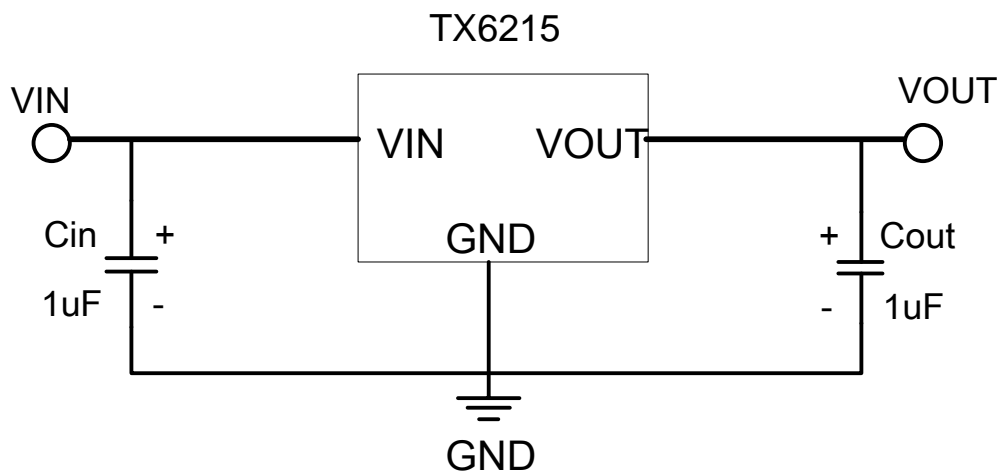 TX6215
VIN
VOUT
VIN
VOUT
Cin
+
GND
+
Cout
1uF
-
-
1uF
GND